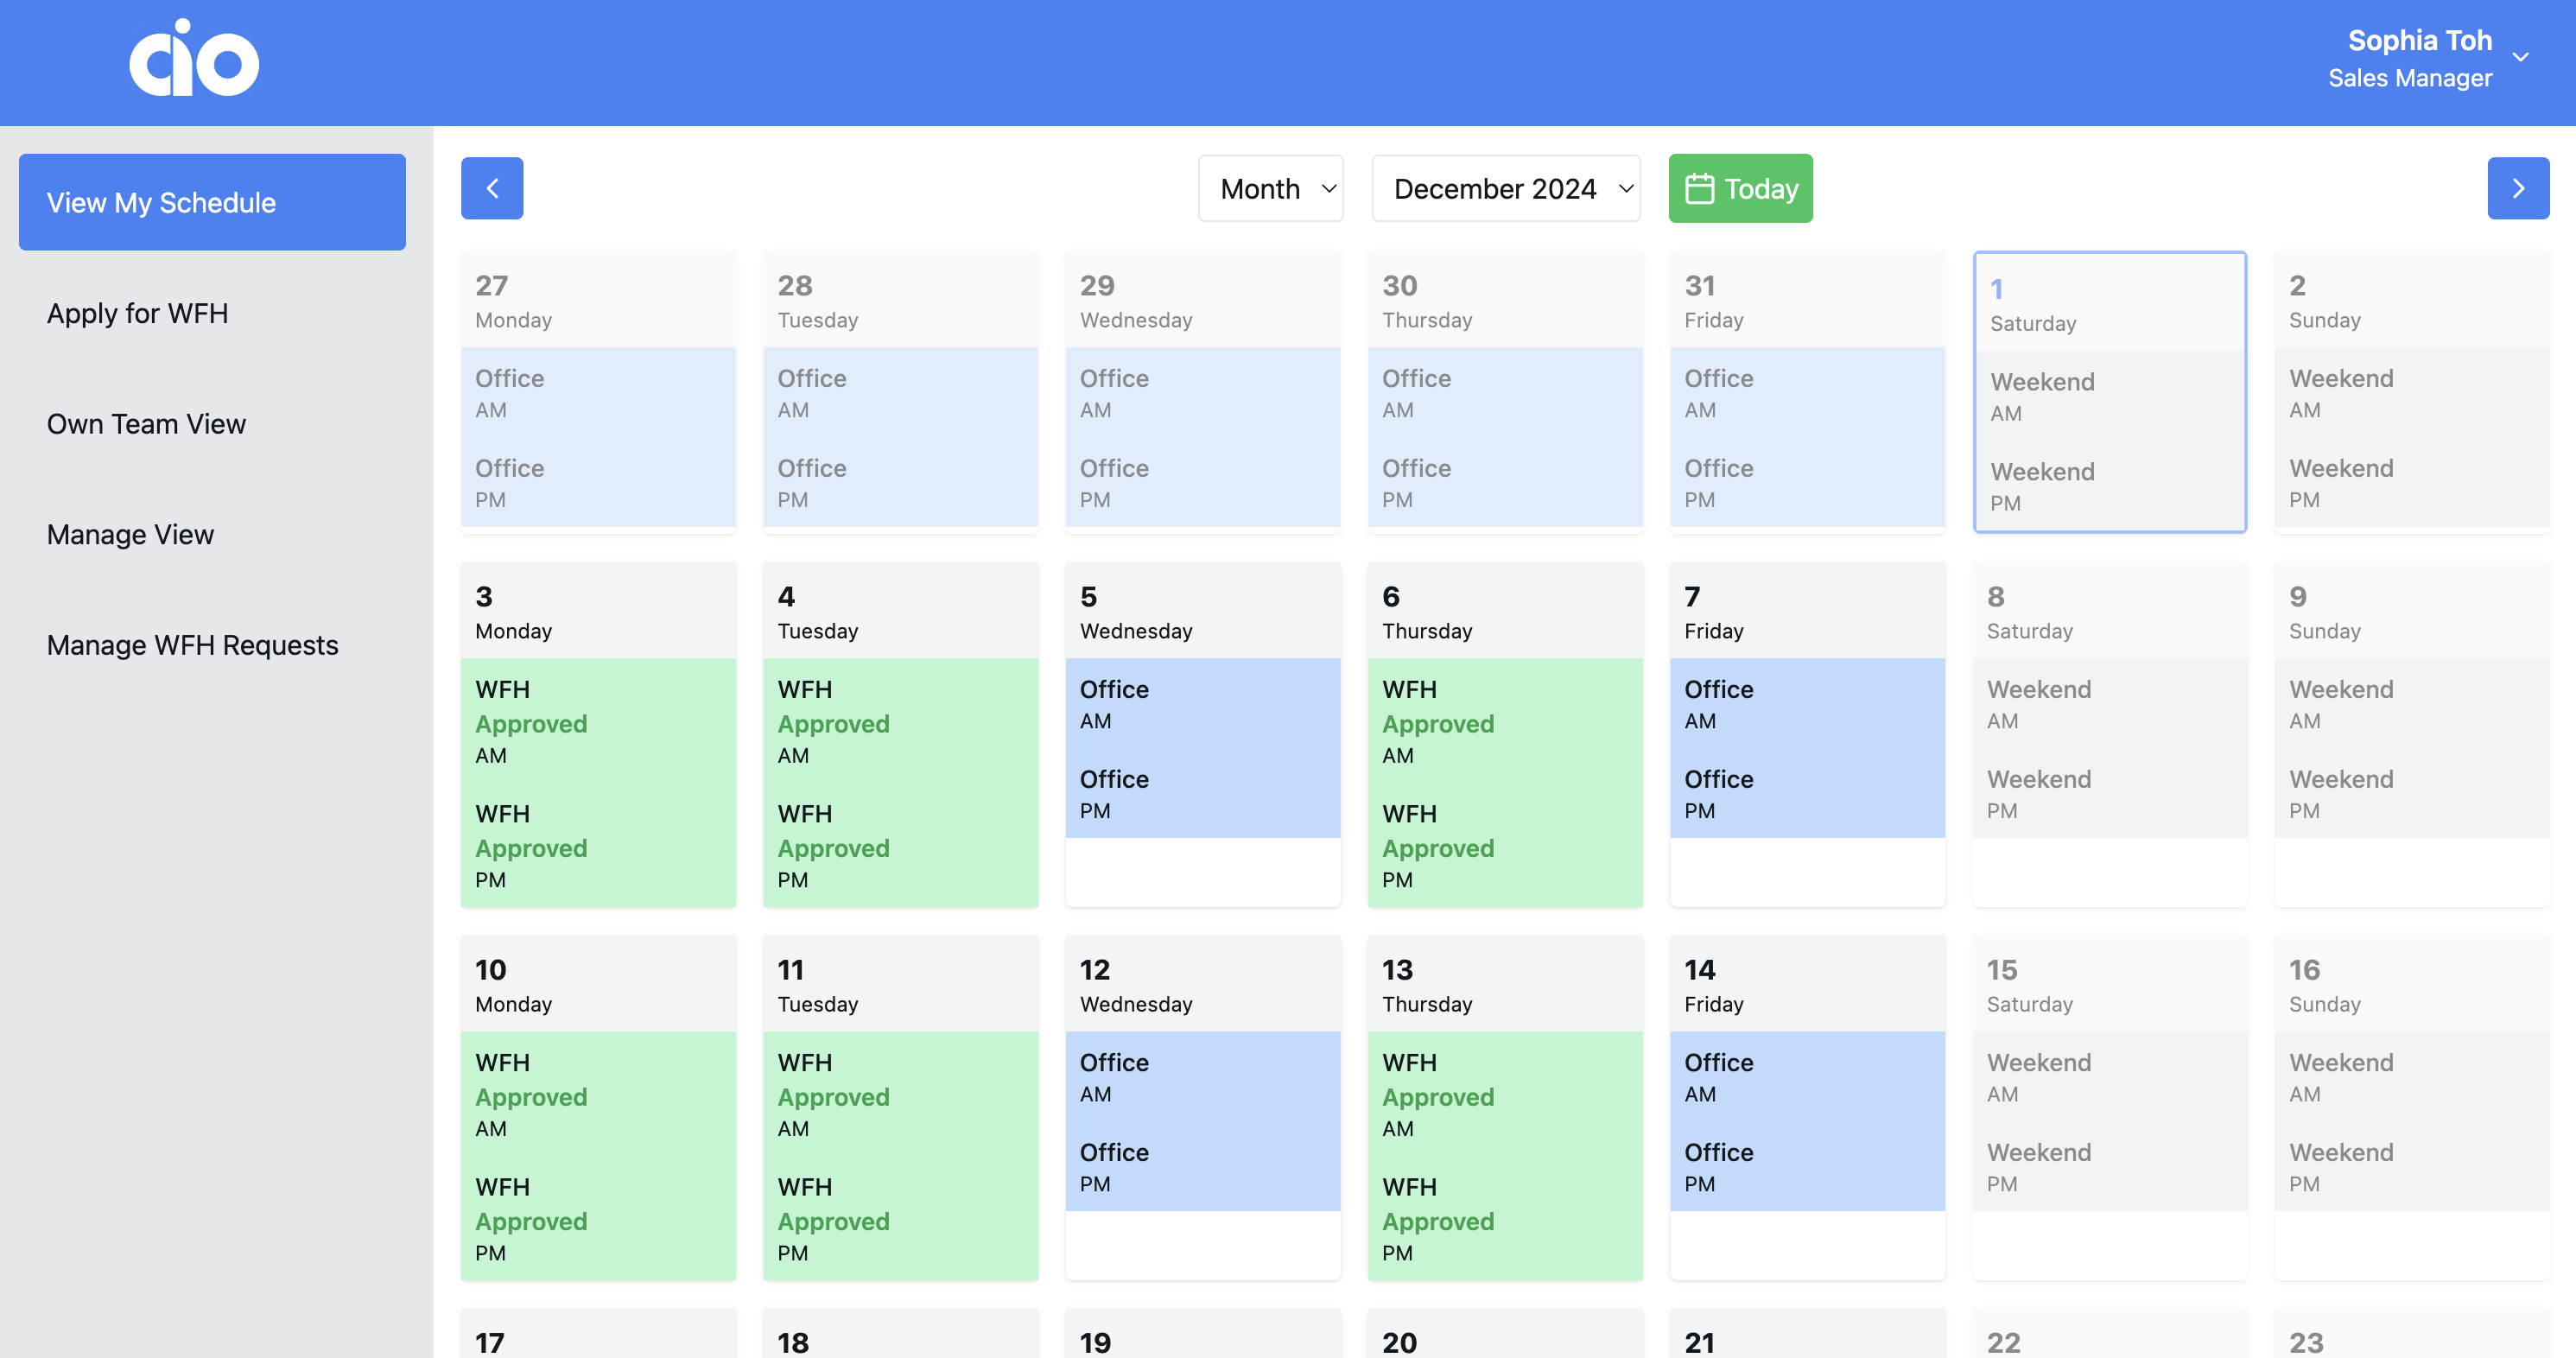 aio
Sophia Toh
Sales Manager
View My Schedule
Apply for WFH
Own Team View
Manage View
Manage WFH Requests
Month
December 2024
Today
27
Monday
Office
AM
Office
PM
28
Tuesday
Office
AM
Office
PM
29
Wednesday
Office
AM
Office
PM
30
Thursday
Office
AM
Office
PM
31
Friday
Office
AM
Office
PM
1
Saturday
Weekend
AM
Weekend
PM
2
Sunday
Weekend
AM
Weekend
PM
3
Monday
WFH
Approved
AM
WFH
Approved
PM
4
Tuesday
WFH
Approved
AM
WFH
Approved
PM
5
Wednesday
Office
AM
Office
PM
6
Thursday
WFH
Approved
AM
WFH
Approved
PM
7
Friday
Office
AM
Office
PM
8
Saturday
Weekend
AM
Weekend
PM
9
Sunday
Weekend
AM
Weekend
PM
10
Monday
WFH
Approved
AM
WFH
Approved
PM
11
Tuesday
WFH
Approved
AM
WFH
Approved
PM
12
Wednesday
Office
AM
Office
PM
13
Thursday
WFH
Approved
AM
WFH
Approved
PM
14
Friday
Office
AM
Office
PM
15
Saturday
Weekend
AM
Weekend
PM
16
Sunday
Weekend
AM
Weekend
PM
17
18
19
20
21
22
23